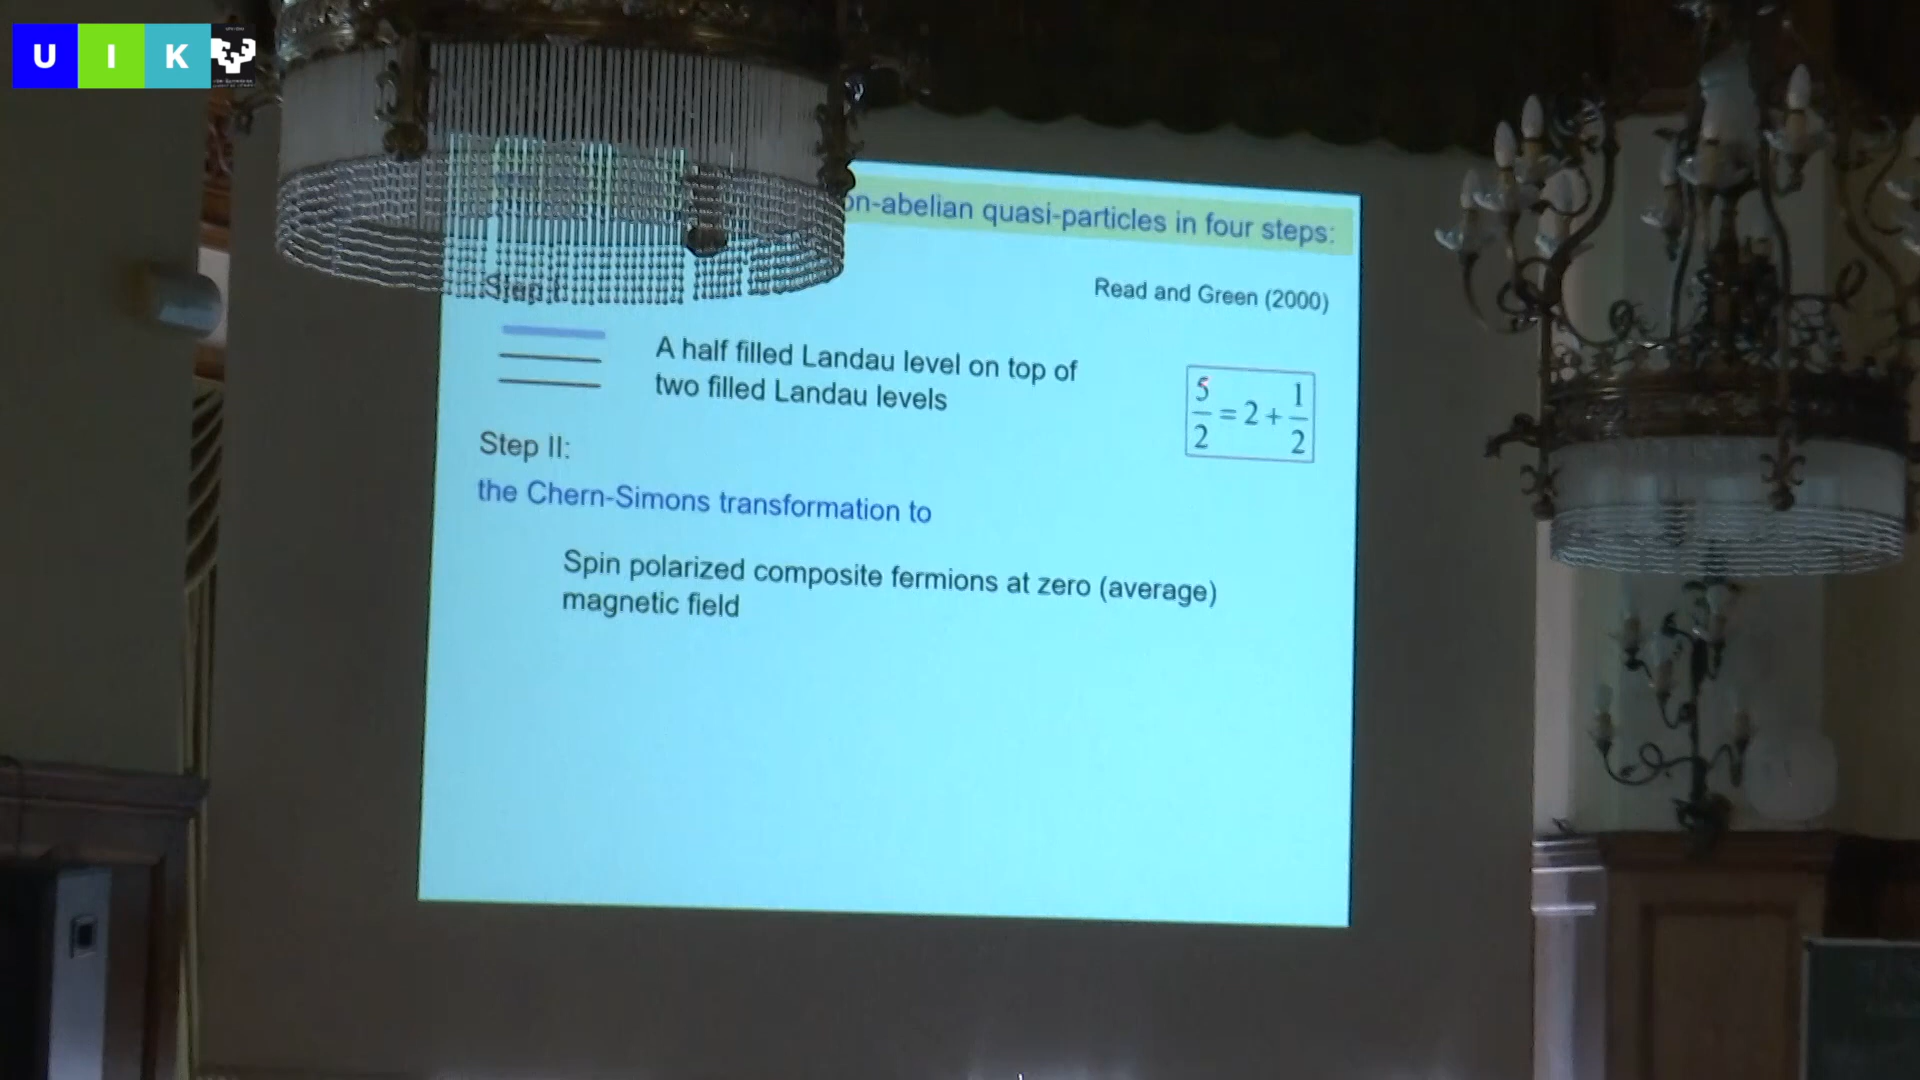 U I K
on-abelian quasi-particles in four steps:
Step I:
Read and Green (2000)
A half filled Landau level on top of
two filled Landau levels
5/2 = 2 + 1/2
Step II:
the Chern-Simons transformation to
Spin polarized composite fermions at zero (average)
magnetic field